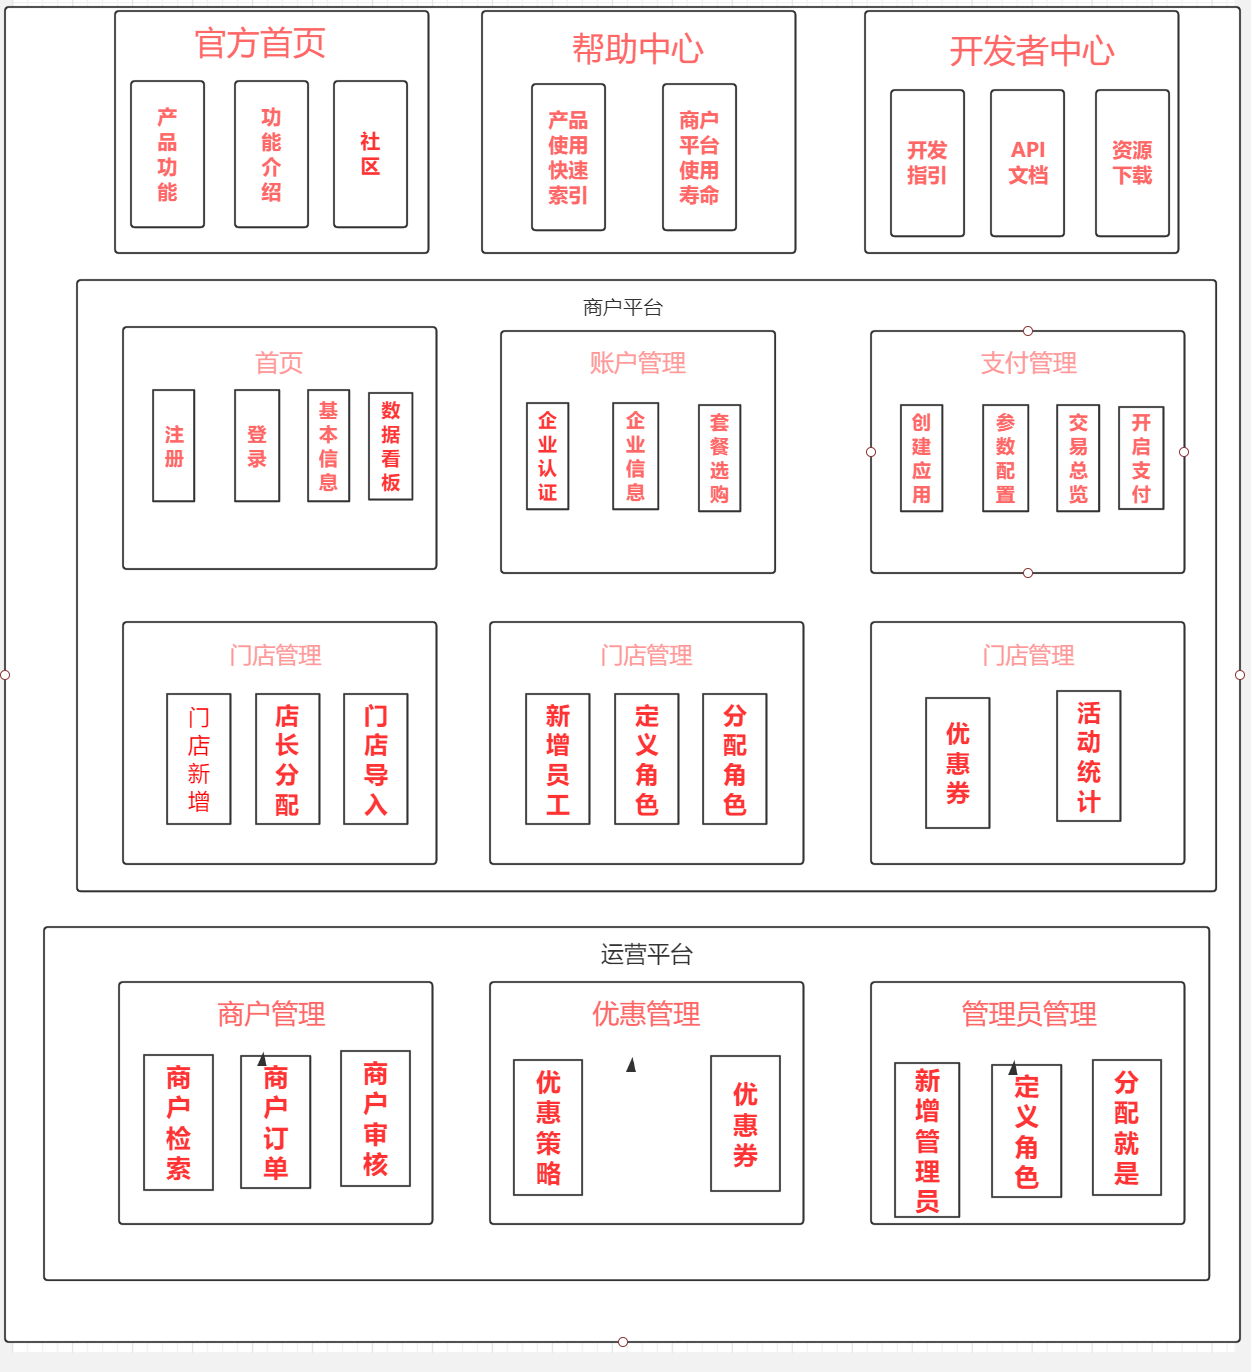 官方首页
产品功能
功能介绍
社区
帮助中心
产品
使用
快速
索引
商户
平台
使用
寿命
开发者中心
开发
指引
API
文档
资源
下载
商户平台
首页
注册
登录
基本信息
数据看板
账户管理
企业认证
企业信息
套餐选购
支付管理
创建应用
参数配置
交易总览
开启支付
门店管理
门店新增
店长分配
门店导入
门店管理
新增员工
定义角色
分配角色
门店管理
优惠券
活动统计
运营平台
商户管理
商户检索
商户订单
商户审核
优惠管理
优惠策略
优惠券
管理员管理
新增管理员
定义角色
分配就是